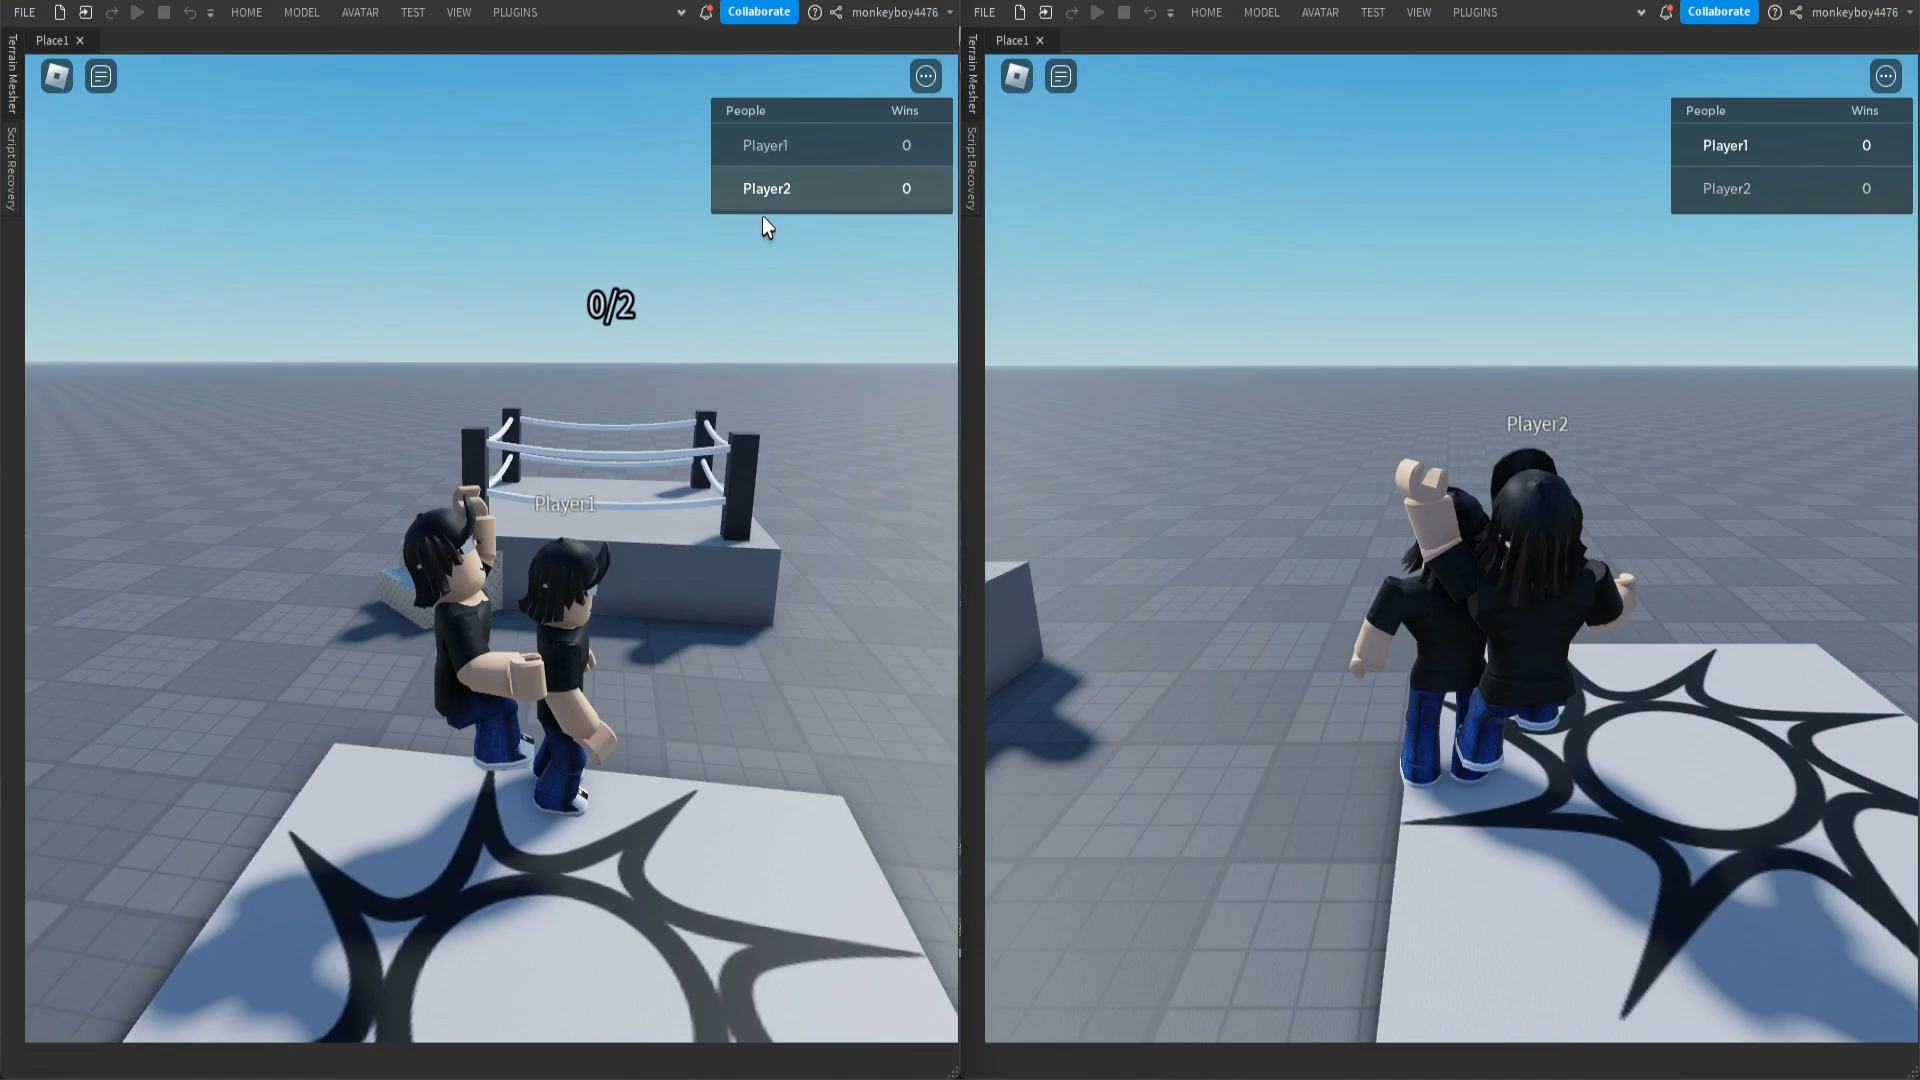 FILE HOME MODEL AVATAR TEST VIEW PLUGINS Collaborate monkeyboy4476
Place1
Terrain Mesher
Script Recovery
People Wins
Player1 0
Player2 0
0/2
Player1
FILE HOME MODEL AVATAR TEST VIEW PLUGINS Collaborate monkeyboy4476
Place1
Terrain Mesher
Script Recovery
People Wins
Player1 0
Player2 0
Player2